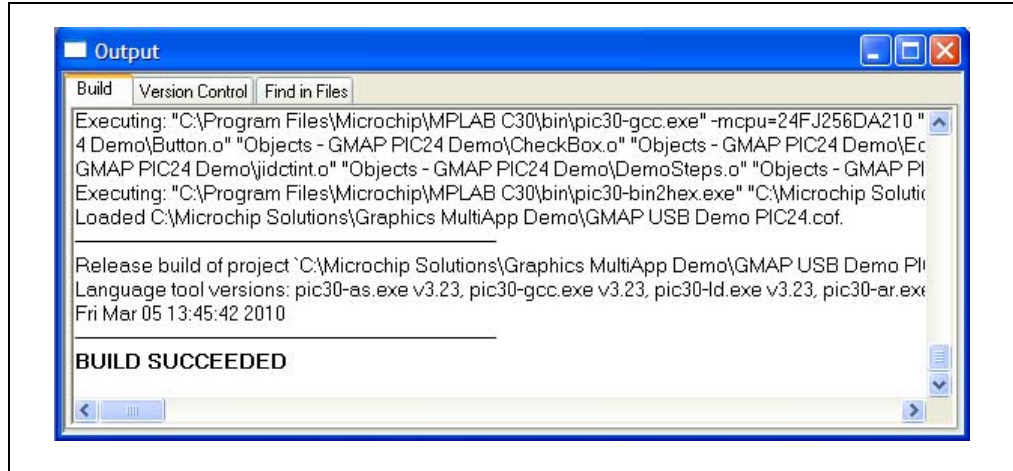 Output
Build Version Control Find in Files
Executing: "C:\Program Files\Microchip\MPLAB C30\bin\pic30-gcc.exe" -mcpu=24FJ256DA210 "
4 Demo\Button.o" "Objects - GMAP PIC24 Demo\CheckBox.o" "Objects - GMAP PIC24 Demo\Ec
GMAP PIC24 Demo\jidctint.o" "Objects - GMAP PIC24 Demo\DemoSteps.o" "Objects - GMAP PI
Executing: "C:\Program Files\Microchip\MPLAB C30\bin\pic30-bin2hex.exe" "C:\Microchip Solutic
Loaded C:\Microchip Solutions\Graphics MultiApp Demo\GMAP USB Demo PIC24.cof.
Release build of project `C:\Microchip Solutions\Graphics MultiApp Demo\GMAP USB Demo PI
Language tool versions: pic30-as.exe v3.23, pic30-gcc.exe v3.23, pic30-ld.exe v3.23, pic30-ar.exe
Fri Mar 05 13:45:42 2010
BUILD SUCCEEDED